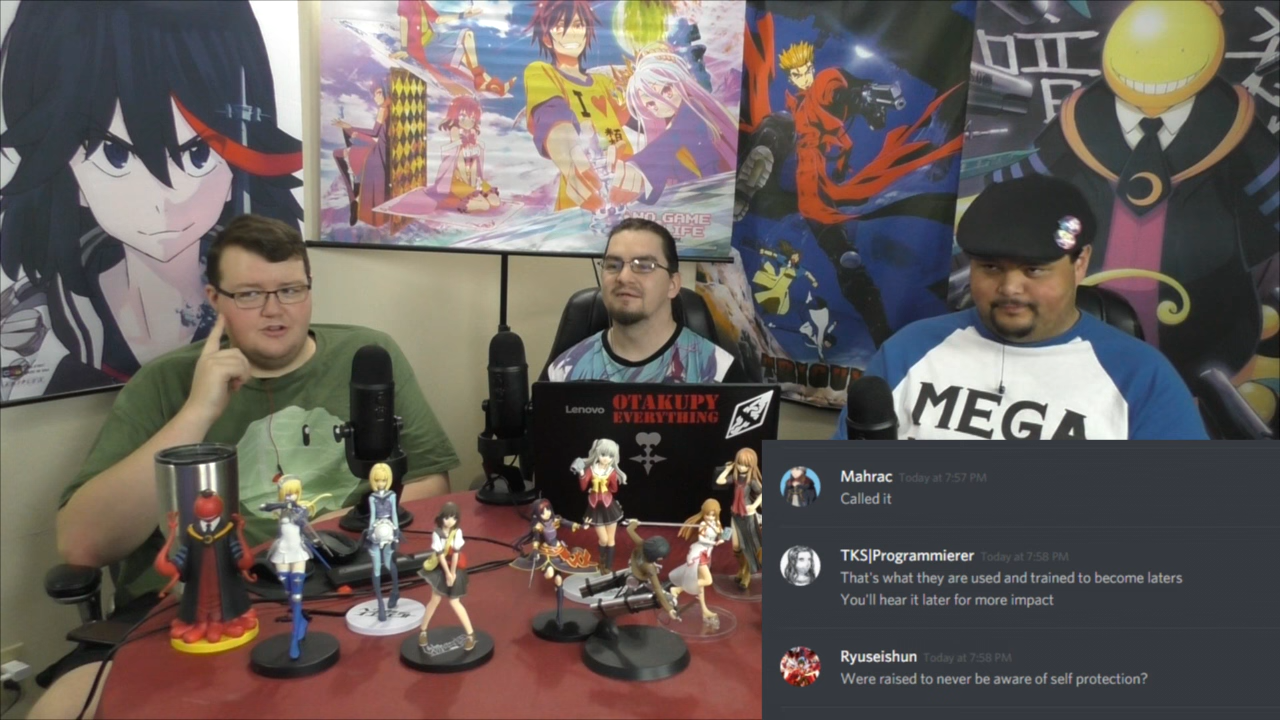 I ♥ 人類
NO GAME
LIFE
Lenovo
OTAKUPY
EVERYTHING
MEGA
Mahrac Today at 7:57 PM
Called it
TKS|Programmierer Today at 7:58 PM
That's what they are used and trained to become laters
You'll hear it later for more impact
Ryuseishun Today at 7:58 PM
Were raised to never be aware of self protection?